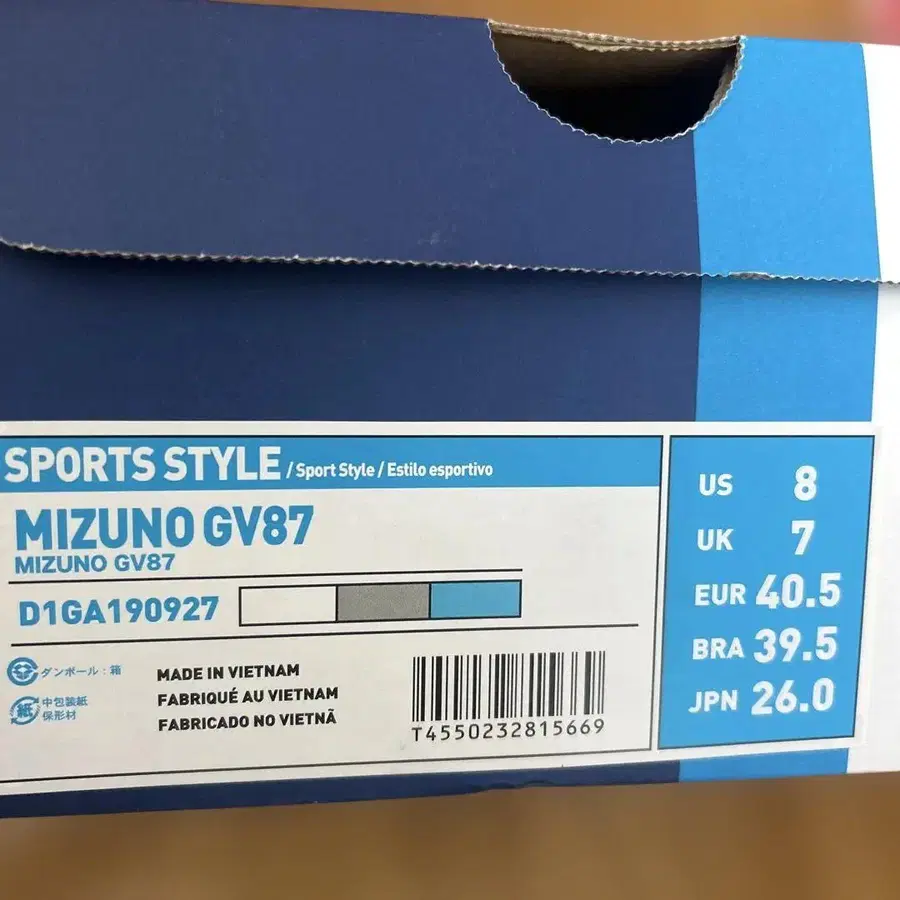 SPORTS STYLE / Sport Style / Estilo esportivo
MIZUNO GV87
MIZUNO GV87
D1GA190927
ダンボール：箱
紙
中包装紙
保形材
MADE IN VIETNAM
FABRIQUÉ AU VIETNAM
FABRICADO NO VIETNÃ
T4550232815669
US 8
UK 7
EUR 40.5
BRA 39.5
JPN 26.0